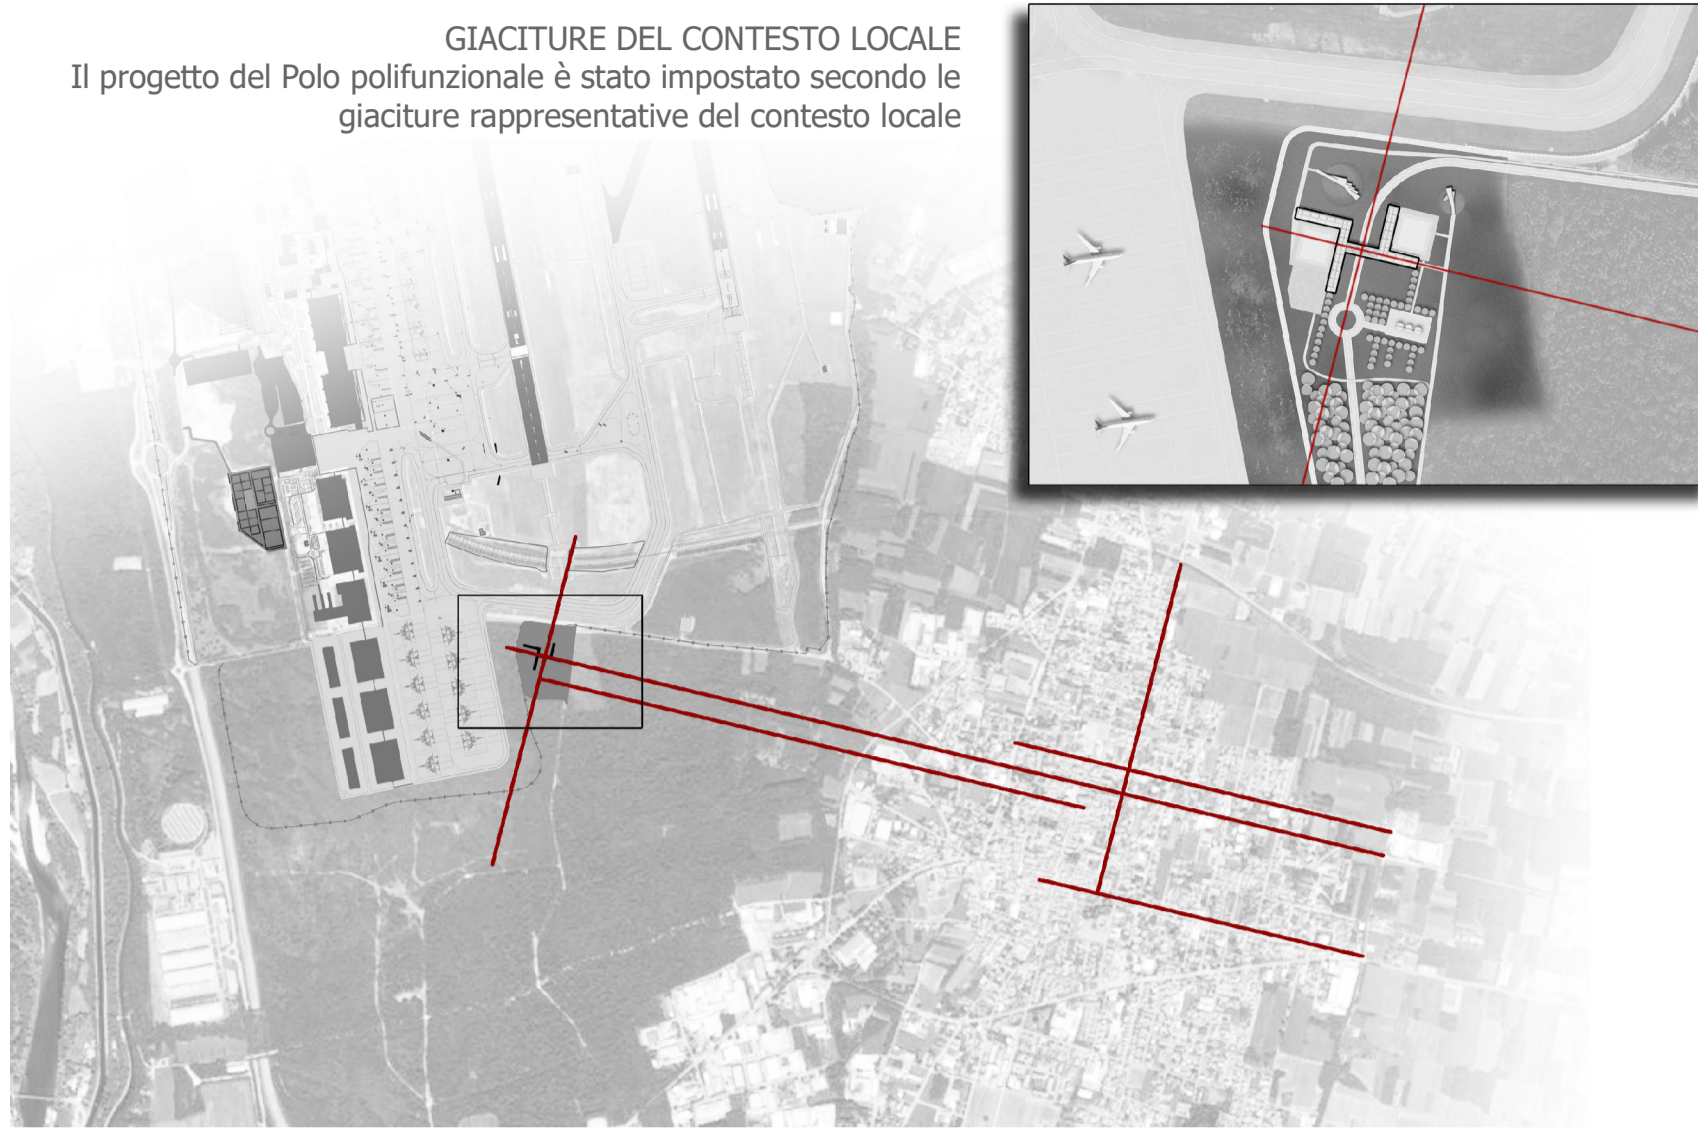 GIACITURE DEL CONTESTO LOCALE
Il progetto del Polo polifunzionale è stato impostato secondo le
giaciture rappresentative del contesto locale